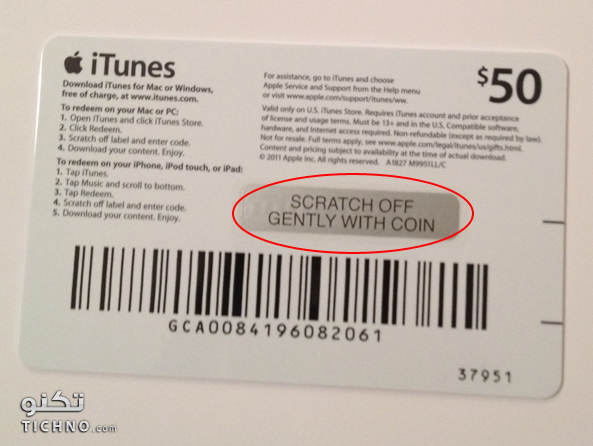 iTunes
Download iTunes for Mac or Windows,
free of charge, at www.itunes.com.
To redeem on your Mac or PC:
1. Open iTunes and click iTunes Store.
2. Click Redeem.
3. Scratch off label and enter code.
4. Download your content. Enjoy.
To redeem on your iPhone, iPod touch, or iPad:
1. Tap iTunes.
2. Tap Music and scroll to bottom.
3. Tap Redeem.
4. Scratch off label and enter code.
5. Download your content. Enjoy.
For assistance, go to iTunes and choose
Apple Service and Support from the Help menu
or visit www.apple.com/support/itunes/ww.
Valid only on U.S. iTunes Store. Requires iTunes account and prior acceptance
of license and usage terms. Must be 13+ and in the U.S. Compatible software,
hardware, and Internet access required. Non-refundable (except as required by law).
Not for resale. Full terms apply, see www.apple.com/legal/itunes/us/gifts.html.
Content and pricing subject to availability at the time of actual download.
© 2011 Apple Inc. All rights reserved. A1827 M9951LL/C
$50
SCRATCH OFF
GENTLY WITH COIN
GCA0084196082061
37951
تكنو
TICHNO.com